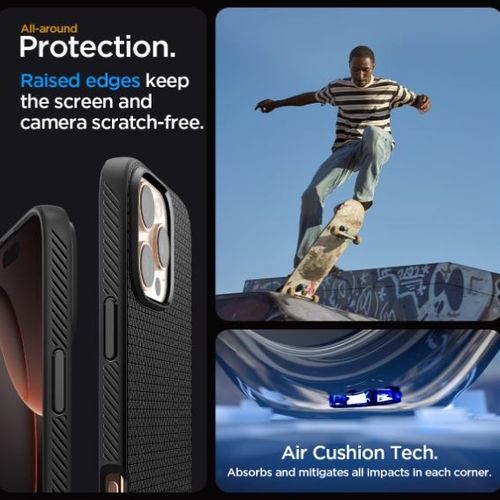 All-around
Protection.
Raised edges keep
the screen and
camera scratch-free.
Air Cushion Tech.
Absorbs and mitigates all impacts in each corner.